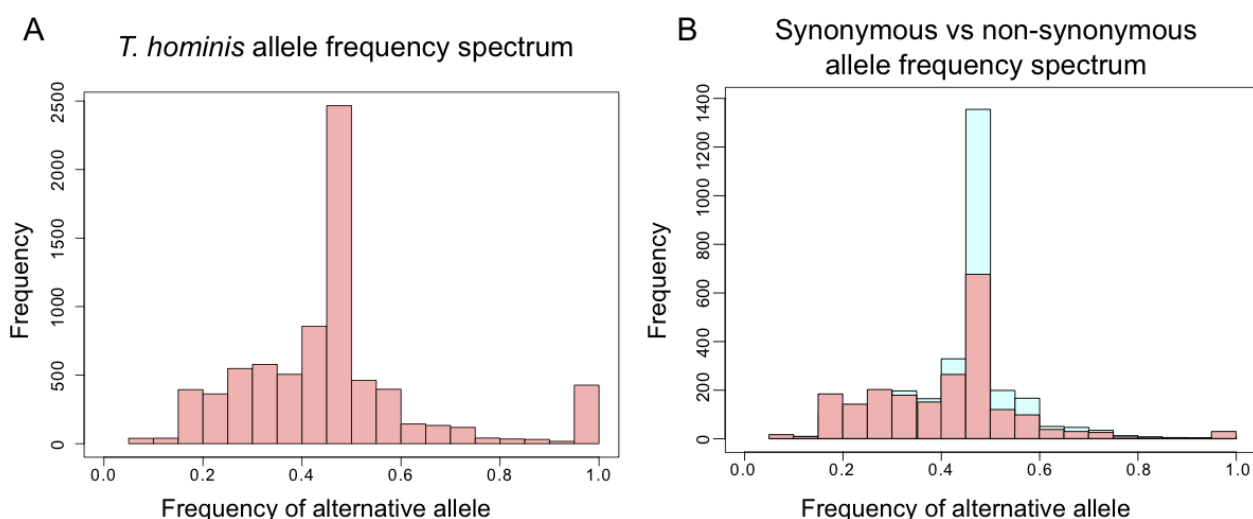 A
T. hominis allele frequency spectrum
Frequency
0
500
1000
1500
2000
2500
0.0 0.2 0.4 0.6 0.8 1.0
Frequency of alternative allele
B
Synonymous vs non-synonymous
allele frequency spectrum
Frequency
0
200
400
600
800
1000
1200
1400
0.0 0.2 0.4 0.6 0.8 1.0
Frequency of alternative allele